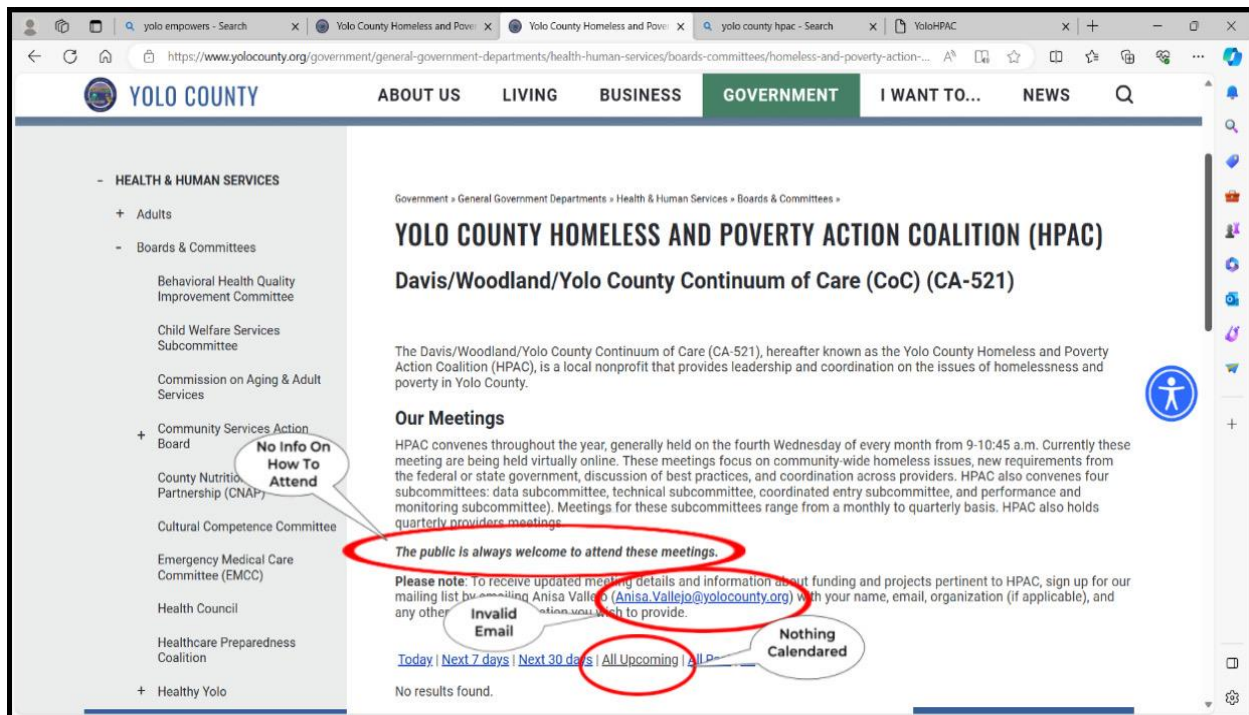 yolo empowers - Search
Yolo County Homeless and Pover
Yolo County Homeless and Pover
yolo county hpac - Search
YoloHPAC
https://www.yolocounty.org/government/general-government-departments/health-human-services/boards-committees/homeless-and-poverty-action-...
YOLO COUNTY
ABOUT US
LIVING
BUSINESS
GOVERNMENT
I WANT TO...
NEWS
- HEALTH & HUMAN SERVICES
+ Adults
- Boards & Committees
Behavioral Health Quality
Improvement Committee
Child Welfare Services
Subcommittee
Commission on Aging & Adult
Services
+ Community Services Action
Board
County Nutrition
Partnership (CNAP)
Cultural Competence Committee
Emergency Medical Care
Committee (EMCC)
Health Council
Healthcare Preparedness
Coalition
+ Healthy Yolo
Government » General Government Departments » Health & Human Services » Boards & Committees »
YOLO COUNTY HOMELESS AND POVERTY ACTION COALITION (HPAC)
Davis/Woodland/Yolo County Continuum of Care (CoC) (CA-521)
The Davis/Woodland/Yolo County Continuum of Care (CA-521), hereafter known as the Yolo County Homeless and Poverty
Action Coalition (HPAC), is a local nonprofit that provides leadership and coordination on the issues of homelessness and
poverty in Yolo County.
Our Meetings
HPAC convenes throughout the year, generally held on the fourth Wednesday of every month from 9-10:45 a.m. Currently these
meeting are being held virtually online. These meetings focus on community-wide homeless issues, new requirements from
the federal or state government, discussion of best practices, and coordination across providers. HPAC also convenes four
subcommittees: data subcommittee, technical subcommittee, coordinated entry subcommittee, and performance and
monitoring subcommittee). Meetings for these subcommittees range from a monthly to quarterly basis. HPAC also holds
quarterly providers meetings.
The public is always welcome to attend these meetings.
Please note: To receive updated meeting details and information about funding and projects pertinent to HPAC, sign up for our
mailing list by emailing Anisa Vallejo (Anisa.Vallejo@yolocounty.org) with your name, email, organization (if applicable), and
any other you wish to provide.
Today | Next 7 days | Next 30 days | All Upcoming |
No results found.
No Info On
How To
Attend
Invalid
Email
Nothing
Calendared